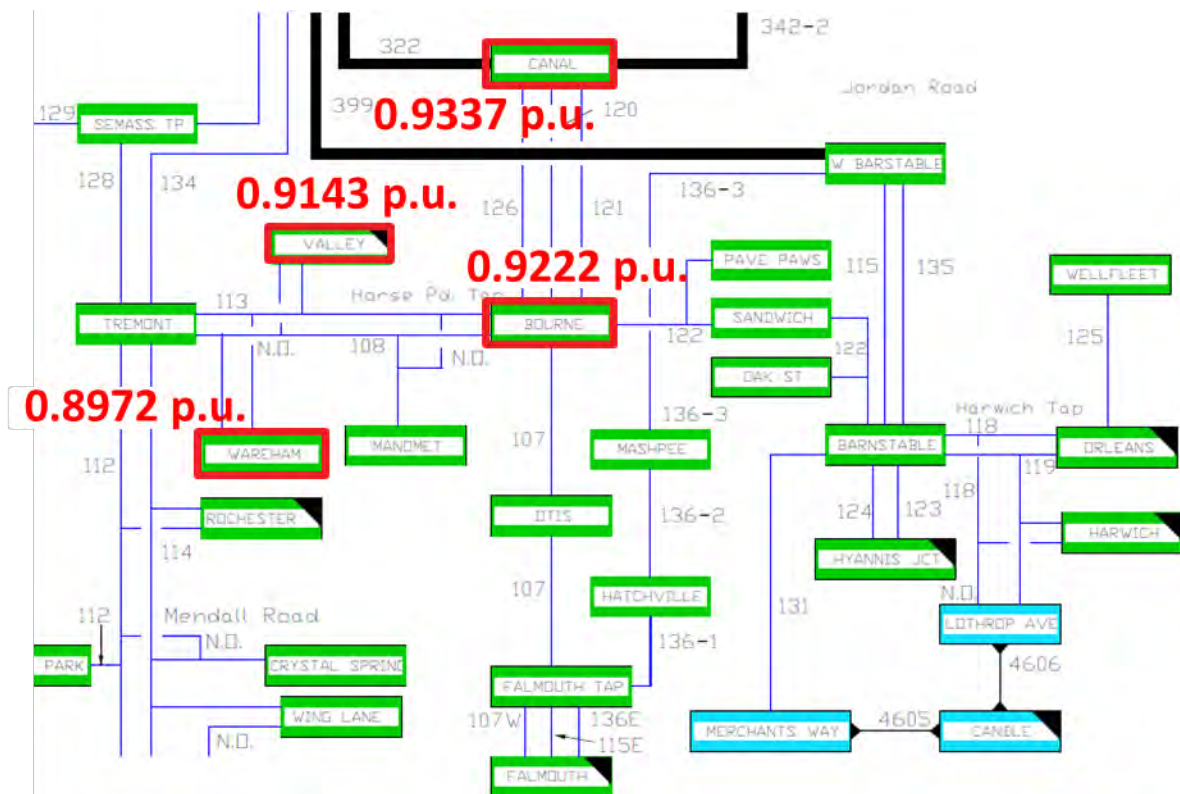 322
342-2
CANAL
129
399
0.9337 p.u.
120
Jordan Road
SEMASS TP
W BARSTABLE
128
134
136-3
0.9143 p.u.
126
121
VALLEY
0.9222 p.u.
PAVE PAWS
115
135
WELLFLEET
113
Horse Pd. Tap
TREMONT
BOURNE
122
SANDWICH
N.O.
108
N.O.
122
125
OAK ST
0.8972 p.u.
136-3
Harwich Tap
118
WAREHAM
MANOMET
107
MASHPEE
BARNSTABLE
ORLEANS
119
112
118
ROCHESTER
OTIS
136-2
124
123
HARWICH
114
HYANNIS JCT
107
HATCHVILLE
131
N.O.
112
Mendall Road
N.O.
136-1
LOTHROP AVE
PARK
CRYSTAL SPRING
FALMOUTH TAP
4606
WING LANE
107W
136E
4605
N.O.
115E
MERCHANTS WAY
CANDLE
FALMOUTH